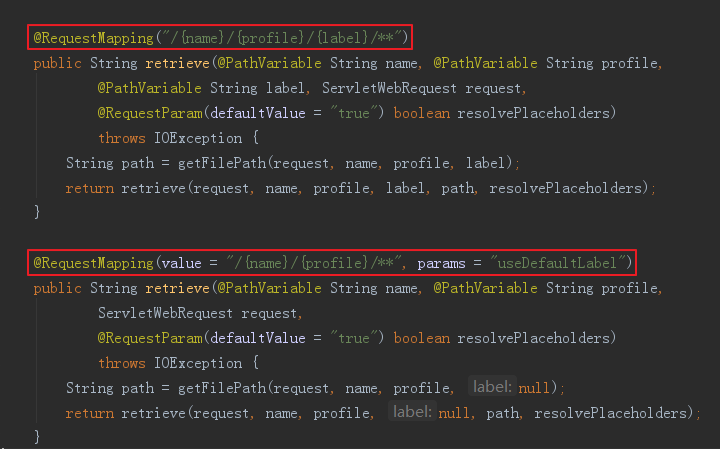 @RequestMapping("/{name}/{profile}/{label}/**")
public String retrieve(@PathVariable String name, @PathVariable String profile,
@PathVariable String label, ServletWebRequest request,
@RequestParam(defaultValue = "true") boolean resolvePlaceholders)
throws IOException {
String path = getFilePath(request, name, profile, label);
return retrieve(request, name, profile, label, path, resolvePlaceholders);
}
@RequestMapping(value = "/{name}/{profile}/**", params = "useDefaultLabel")
public String retrieve(@PathVariable String name, @PathVariable String profile,
ServletWebRequest request,
@RequestParam(defaultValue = "true") boolean resolvePlaceholders)
throws IOException {
String path = getFilePath(request, name, profile, label: null);
return retrieve(request, name, profile, label: null, path, resolvePlaceholders);
}